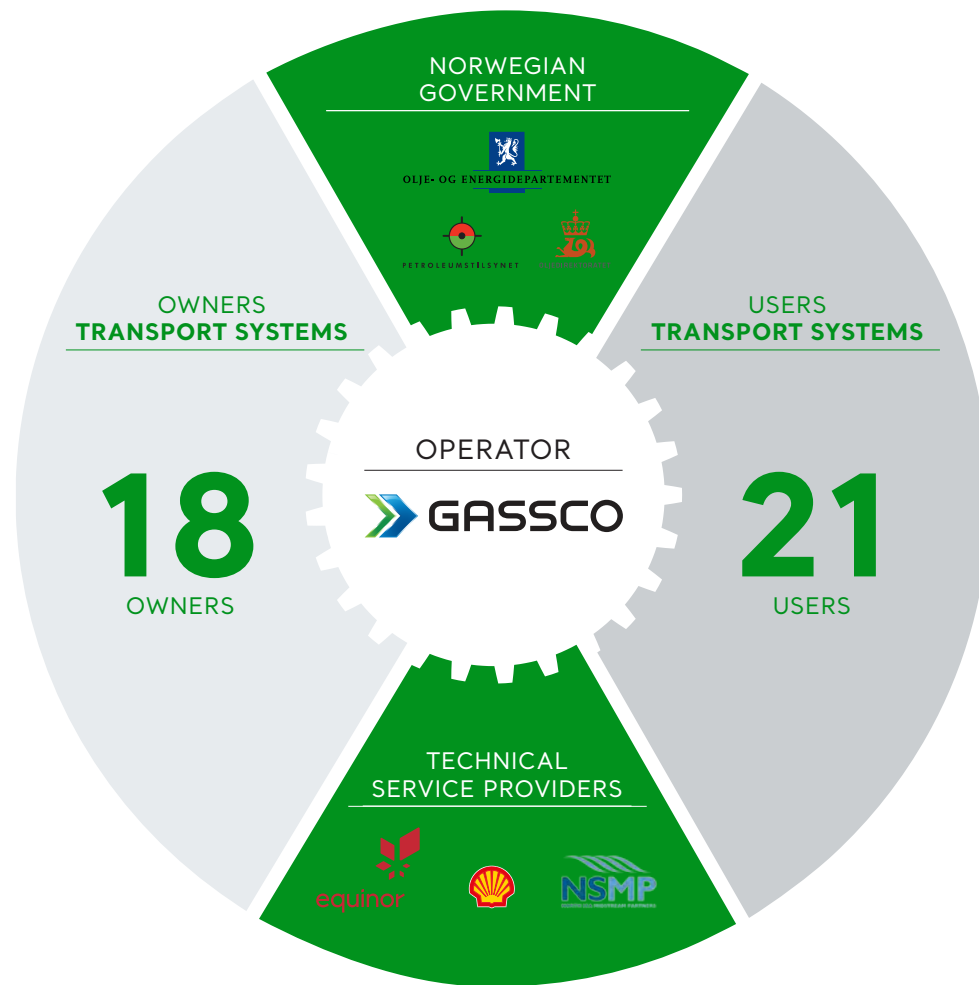 NORWEGIAN
GOVERNMENT
OLJE- OG ENERGIDEPARTEMENTET
PETROLEUMSTILSYNET
OWNERS
TRANSPORT SYSTEMS
18
OWNERS
OPERATOR
GASSCO
USERS
TRANSPORT SYSTEMS
21
USERS
TECHNICAL
SERVICE PROVIDERS
equinor
NSMP